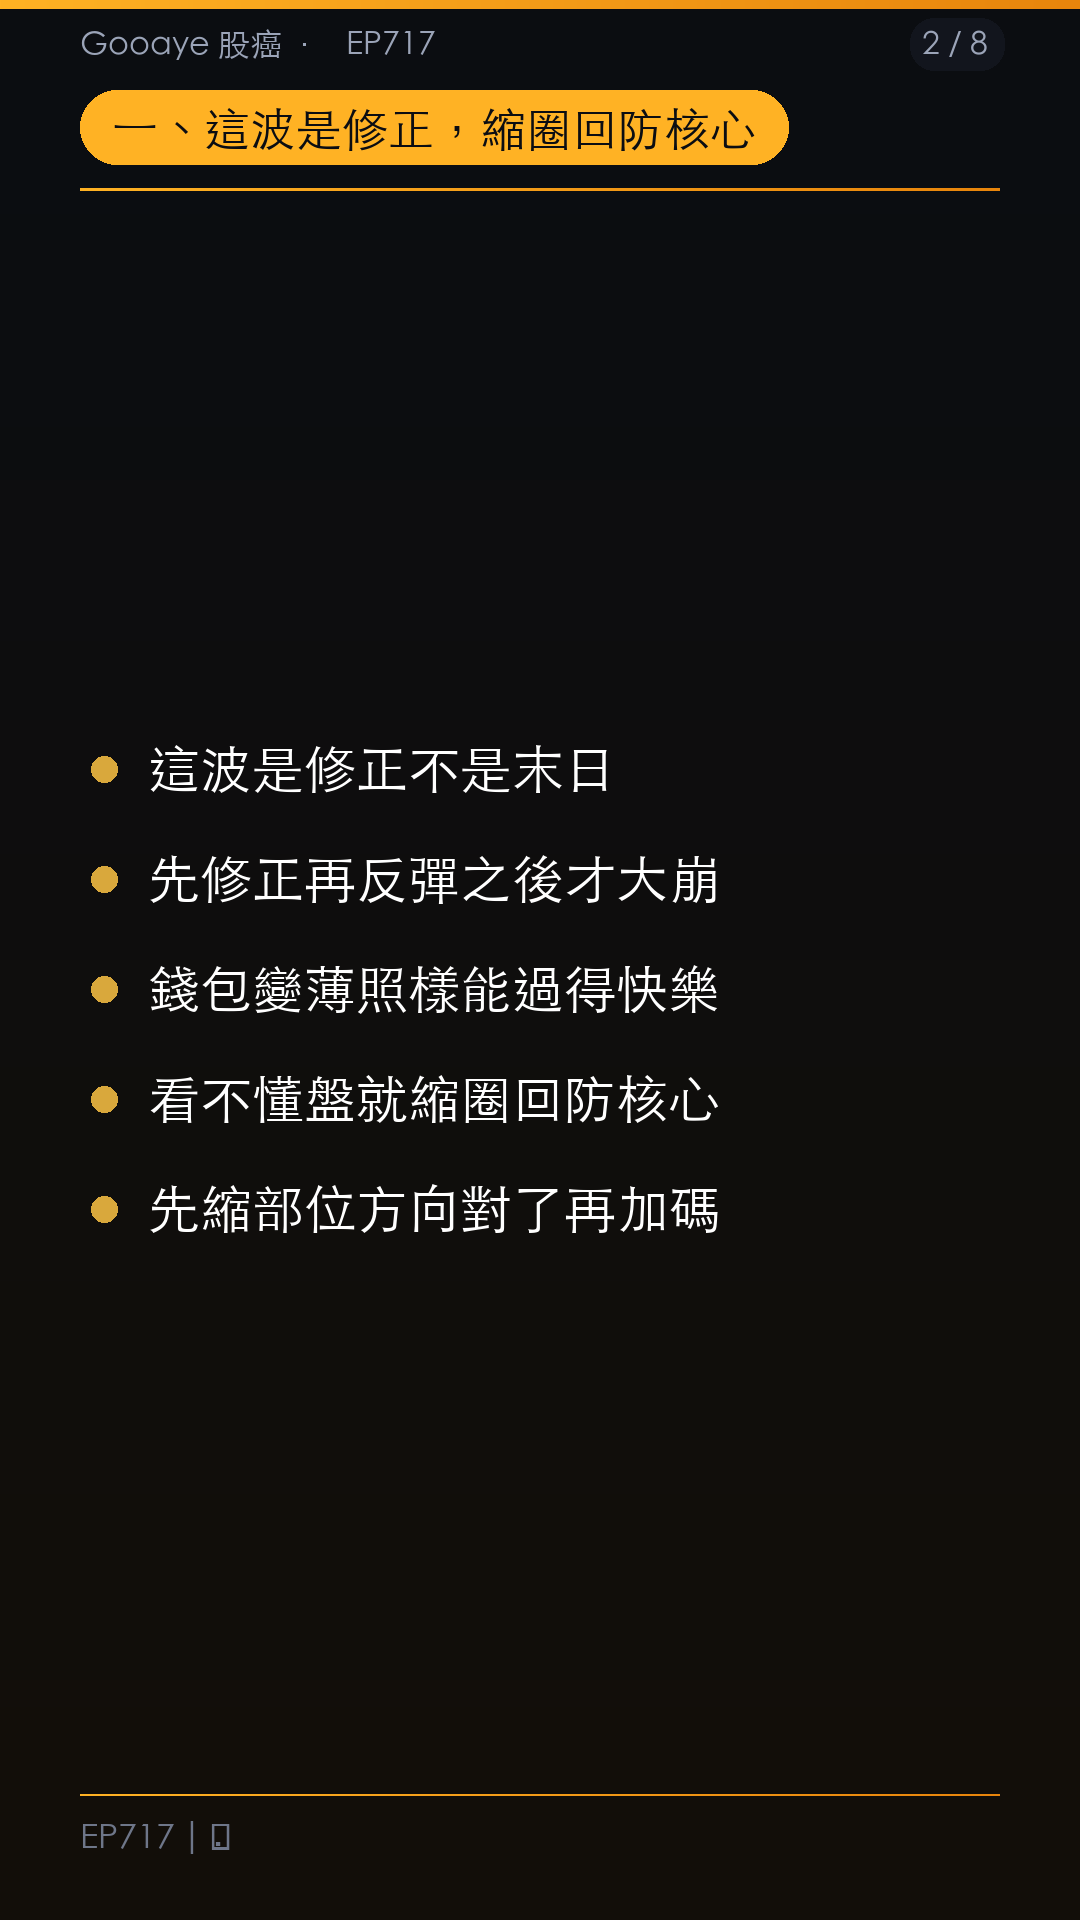 Gooaye 股癌 · EP717
2 / 8
一、這波是修正，縮圈回防核心
這波是修正不是末日
先修正再反彈之後才大崩
錢包變薄照樣能過得快樂
看不懂盤就縮圈回防核心
先縮部位方向對了再加碼
EP717 |